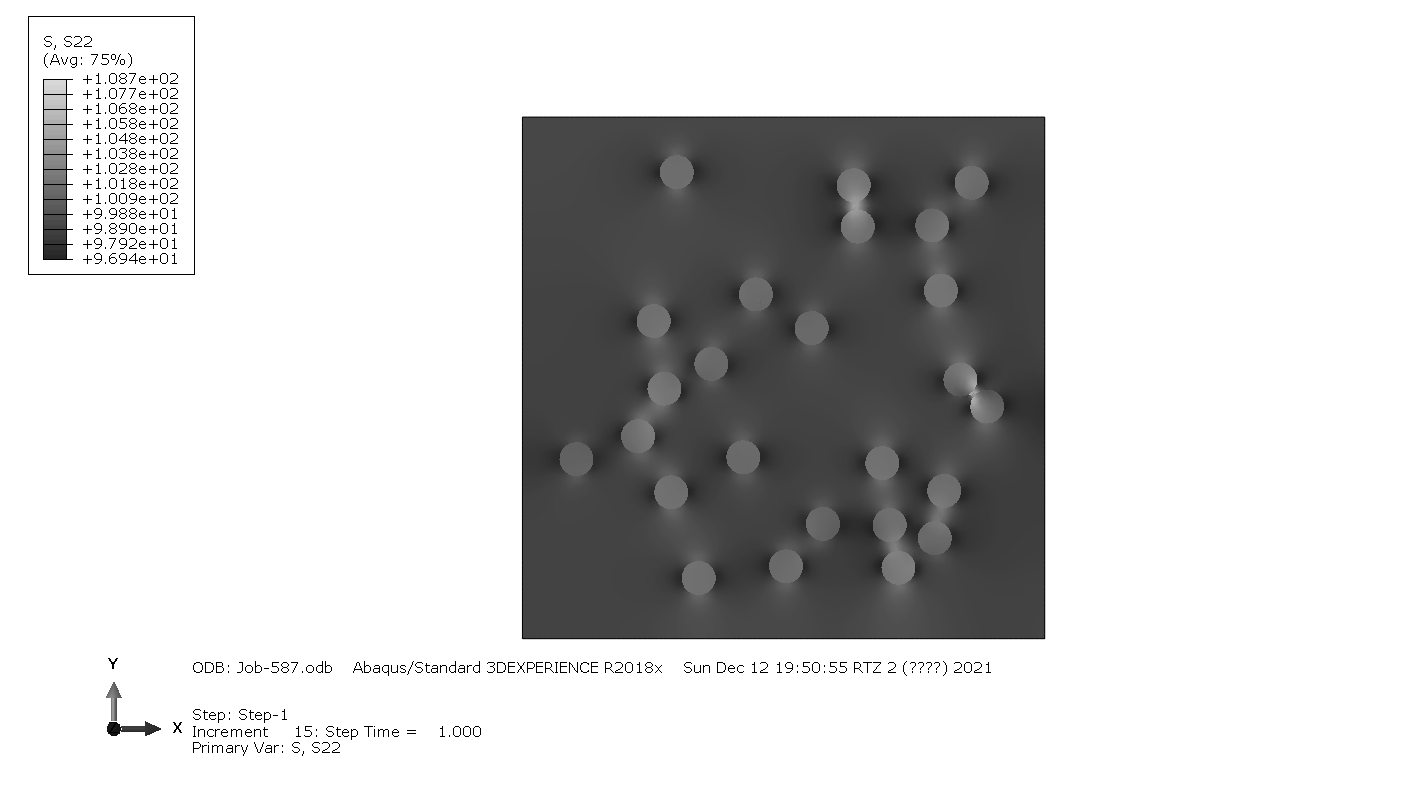 S, S22
(Avg: 75%)
+1.087e+02
+1.077e+02
+1.068e+02
+1.058e+02
+1.048e+02
+1.038e+02
+1.028e+02
+1.018e+02
+1.009e+02
+9.988e+01
+9.890e+01
+9.792e+01
+9.694e+01
Y
X
ODB: Job-587.odb    Abaqus/Standard 3DEXPERIENCE R2018x    Sun Dec 12 19:50:55 RTZ 2 (????) 2021
Step: Step-1
Increment     15: Step Time =    1.000
Primary Var: S, S22